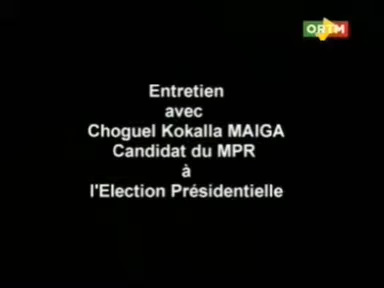 ORTM
Entretien
avec
Choguel Kokalla MAIGA
Candidat du MPR
à
l'Election Présidentielle